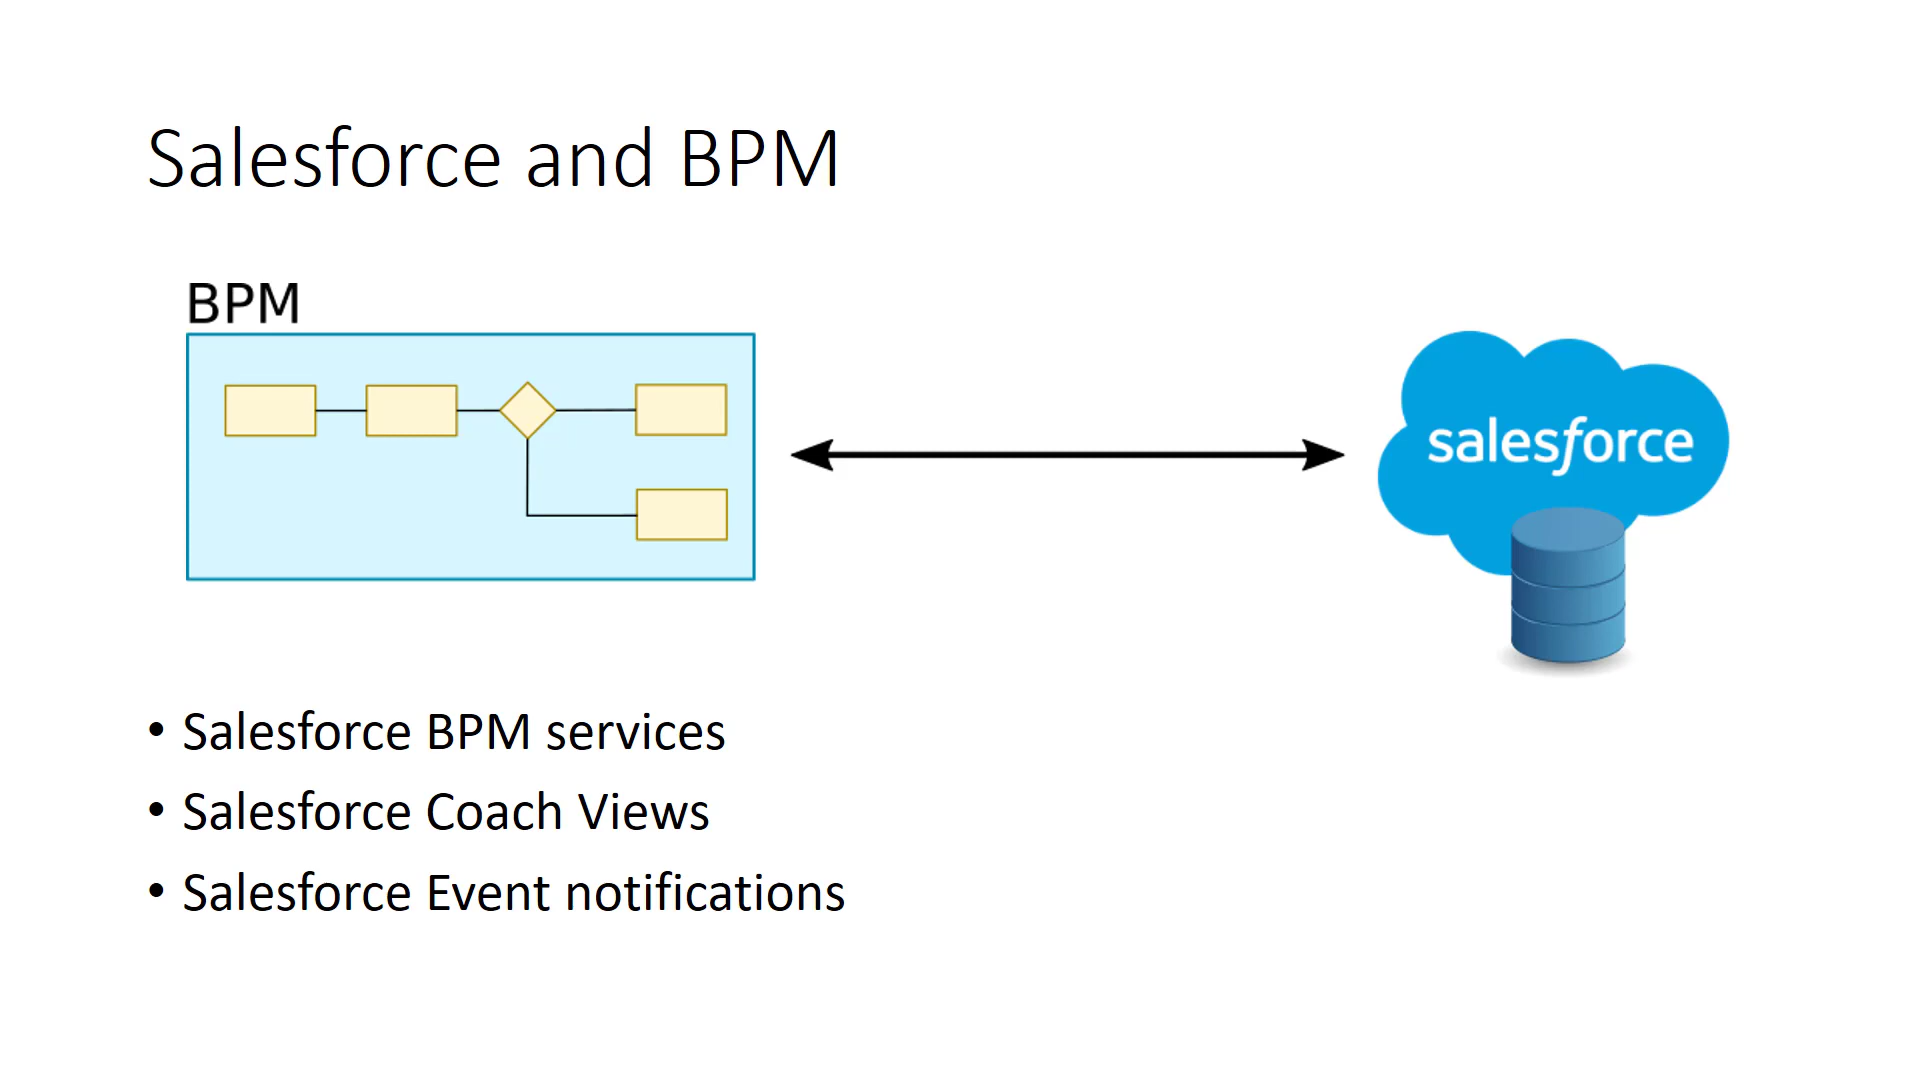 Salesforce and BPM
BPM
salesforce
• Salesforce BPM services
• Salesforce Coach Views
• Salesforce Event notifications